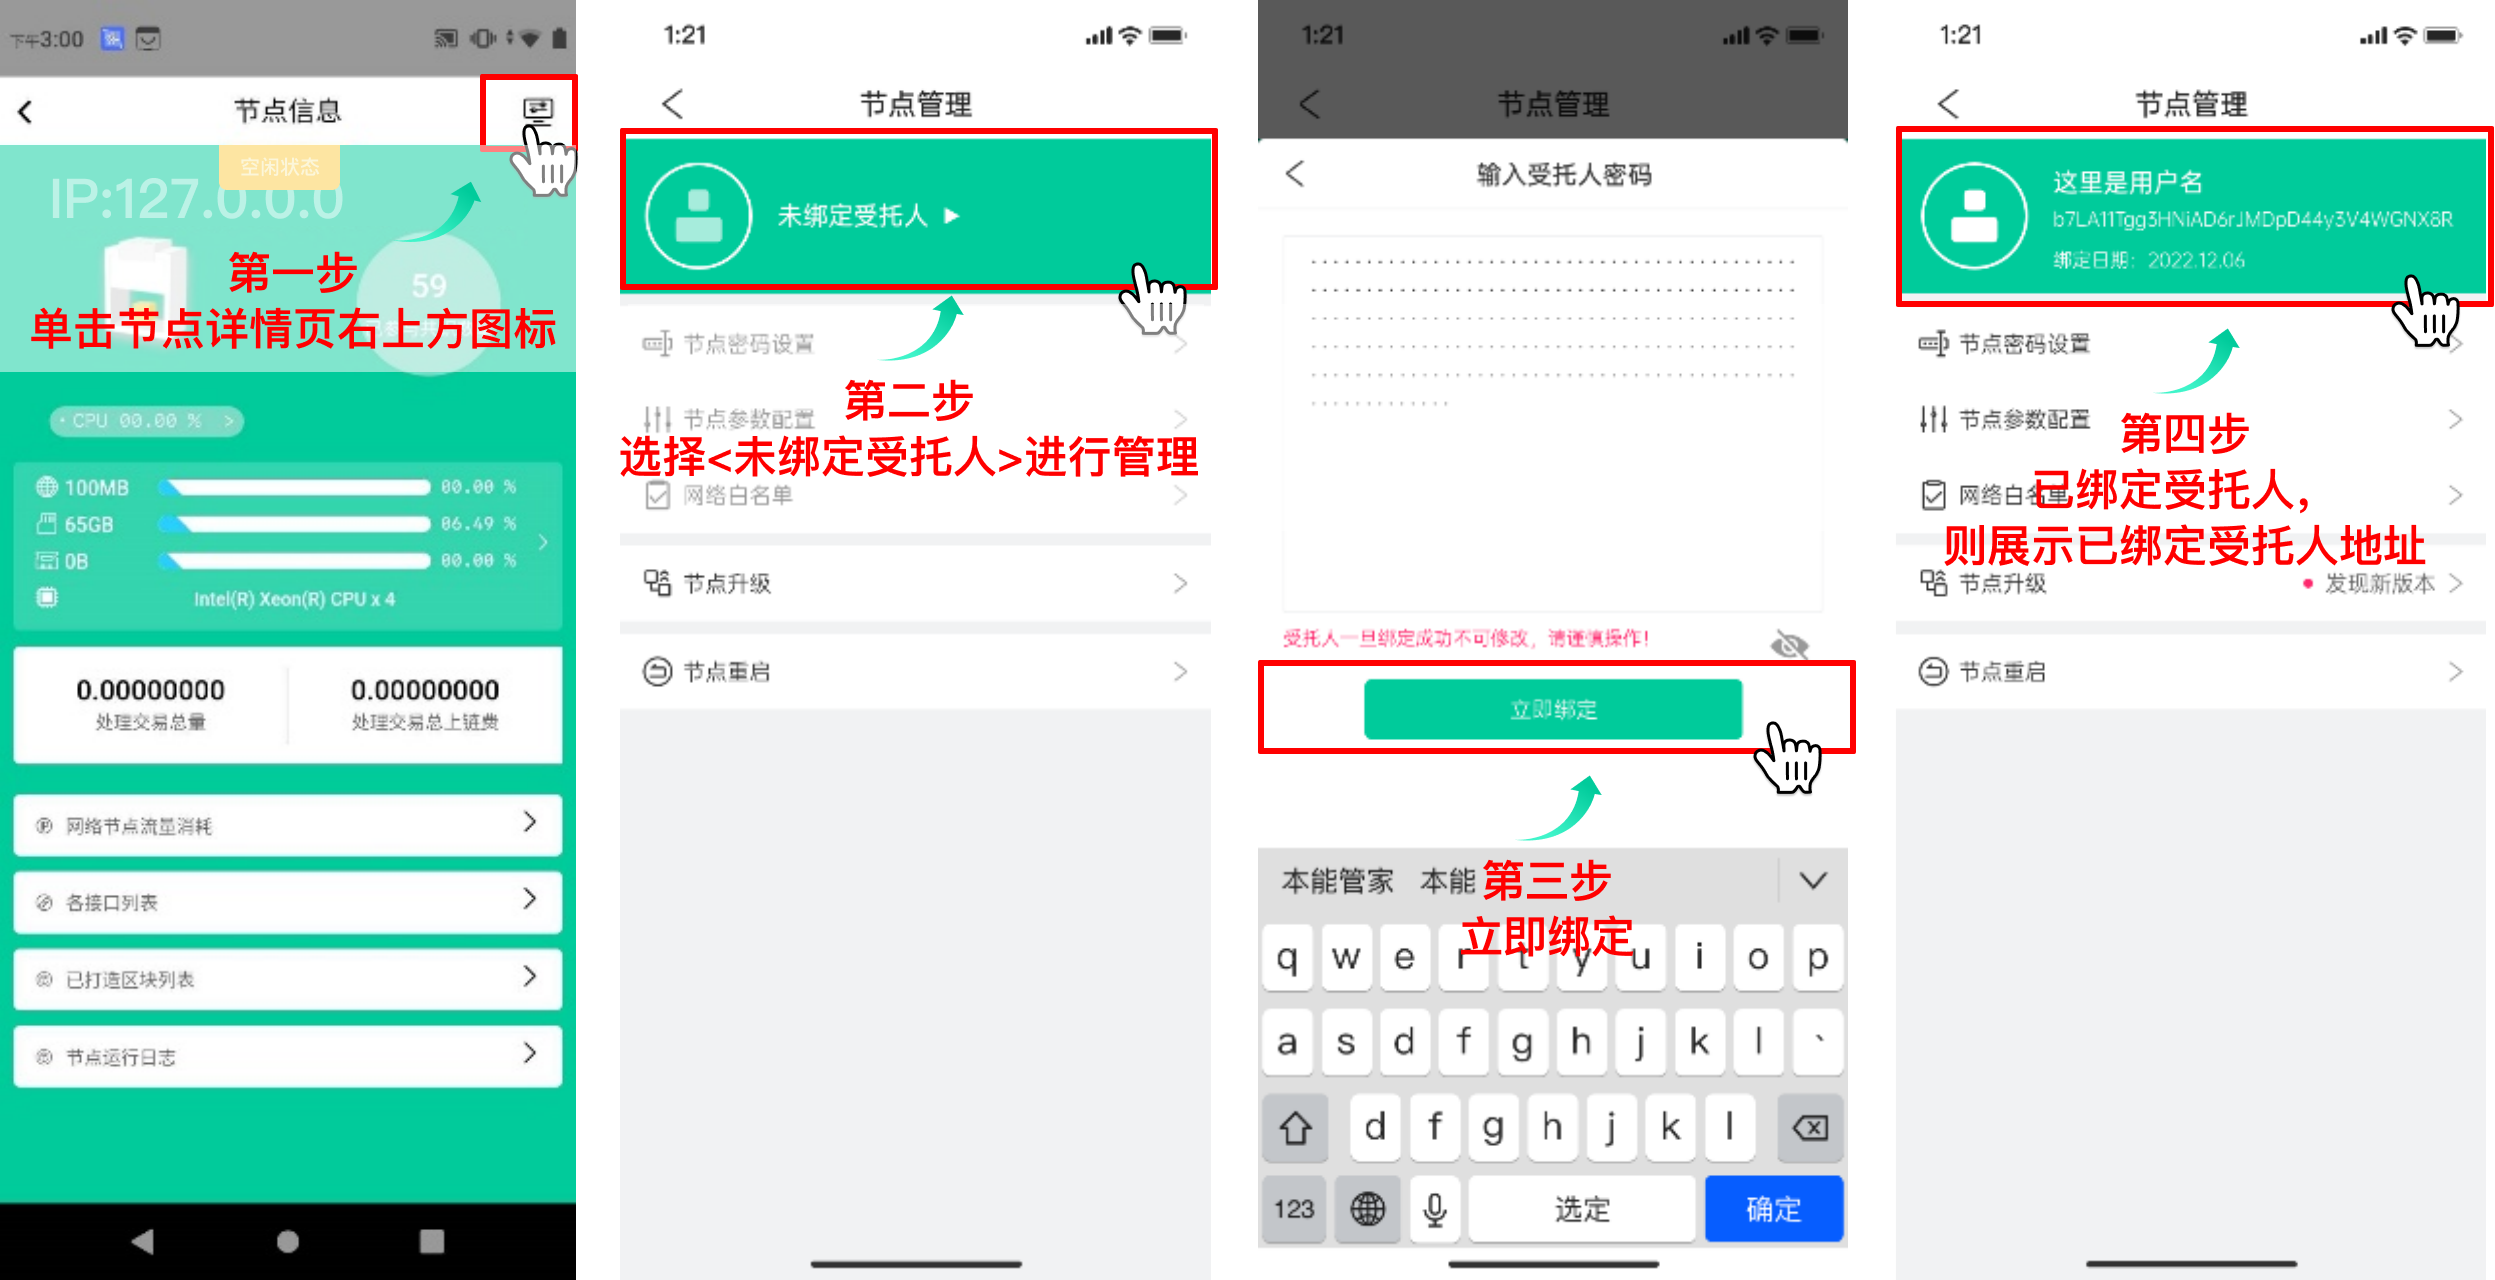 下午3:00
节点信息
空闲状态
IP:127.0.0.0
59
第一步
单击节点详情页右上方图标
CPU 00.00 % >
100MB 00.00 %
65GB 06.49 %
0B 00.00 %
Intel(R) Xeon(R) CPU x 4
0.00000000 0.00000000
处理交易总量 处理交易总上链费
网络节点流量消耗
各接口列表
已打造区块列表
节点运行日志
1:21
节点管理
未绑定受托人
节点密码设置
第二步
节点参数配置
选择<未绑定受托人>进行管理
网络白名单
节点升级
节点重启
1:21
节点管理
输入受托人密码
受托人一旦绑定成功不可修改，请谨慎操作！
立即绑定
第三步
立即绑定
本能管家 本能
q w e r t y u i o p
a s d f g h j k l 、
d f g h j k l
123 选定 确定
1:21
节点管理
这里是用户名
b7LA11Tgg3HNiAD6rJMDpD44y3V4WGNX8R
绑定日期：2022.12.06
节点密码设置
节点参数配置
第四步
网络白名单
已绑定受托人，
则展示已绑定受托人地址
节点升级 发现新版本
节点重启